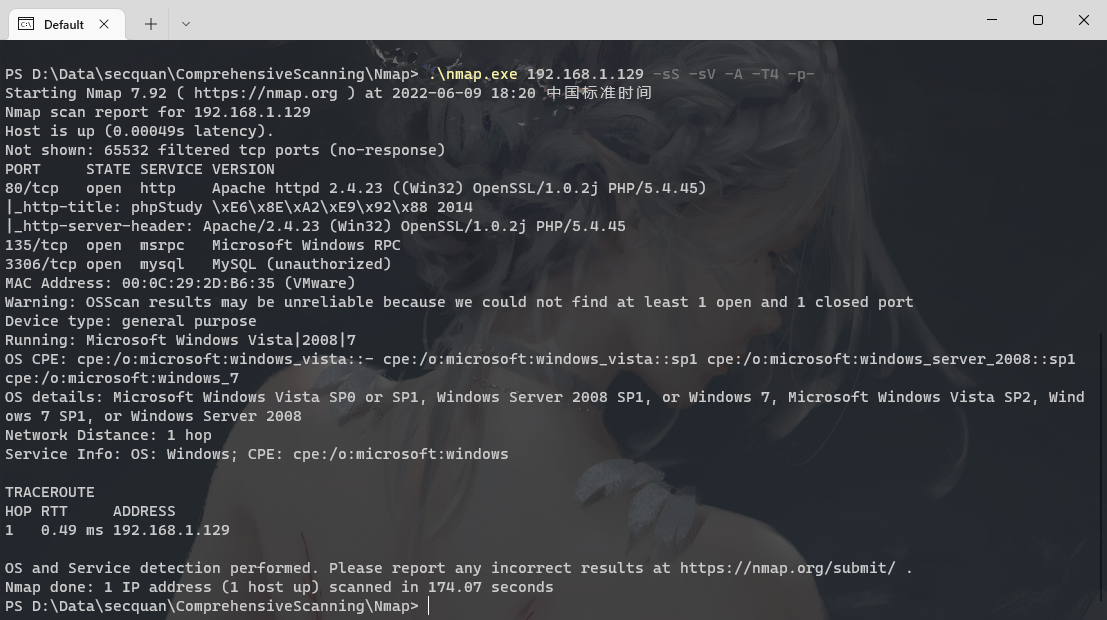 Default
PS D:\Data\secquan\ComprehensiveScanning\Nmap> .\nmap.exe 192.168.1.129 -sS -sV -A -T4 -p-
Starting Nmap 7.92 ( https://nmap.org ) at 2022-06-09 18:20 中国标准时间
Nmap scan report for 192.168.1.129
Host is up (0.00049s latency).
Not shown: 65532 filtered tcp ports (no-response)
PORT     STATE SERVICE VERSION
80/tcp   open  http    Apache httpd 2.4.23 ((Win32) OpenSSL/1.0.2j PHP/5.4.45)
|_http-title: phpStudy \xE6\x8E\xA2\xE9\x92\x88 2014
|_http-server-header: Apache/2.4.23 (Win32) OpenSSL/1.0.2j PHP/5.4.45
135/tcp  open  msrpc   Microsoft Windows RPC
3306/tcp open  mysql   MySQL (unauthorized)
MAC Address: 00:0C:29:2D:B6:35 (VMware)
Warning: OSScan results may be unreliable because we could not find at least 1 open and 1 closed port
Device type: general purpose
Running: Microsoft Windows Vista|2008|7
OS CPE: cpe:/o:microsoft:windows_vista::- cpe:/o:microsoft:windows_vista::sp1 cpe:/o:microsoft:windows_server_2008::sp1
cpe:/o:microsoft:windows_7
OS details: Microsoft Windows Vista SP0 or SP1, Windows Server 2008 SP1, or Windows 7, Microsoft Windows Vista SP2, Wind
ows 7 SP1, or Windows Server 2008
Network Distance: 1 hop
Service Info: OS: Windows; CPE: cpe:/o:microsoft:windows
TRACEROUTE
HOP RTT     ADDRESS
1   0.49 ms 192.168.1.129
OS and Service detection performed. Please report any incorrect results at https://nmap.org/submit/ .
Nmap done: 1 IP address (1 host up) scanned in 174.07 seconds
PS D:\Data\secquan\ComprehensiveScanning\Nmap>